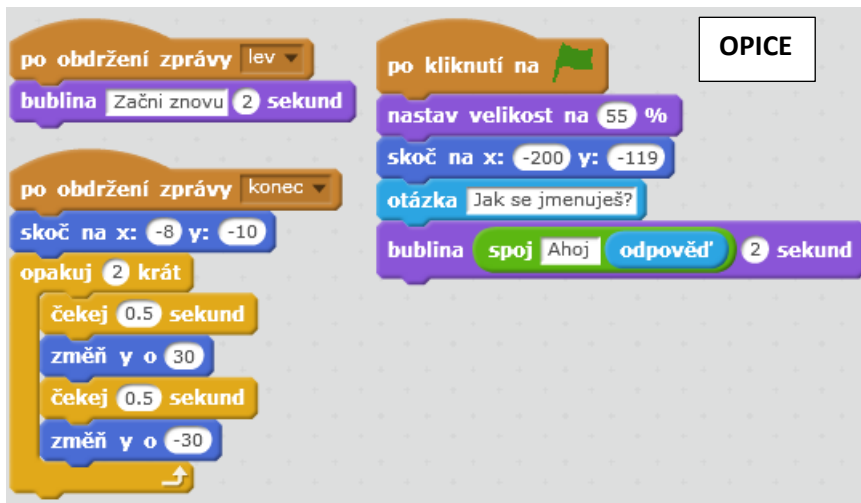 po obdržení zprávy lev
bublina Začni znovu 2 sekund
po obdržení zprávy konec
skoč na x: -8 y: -10
opakuj 2 krát
čekej 0.5 sekund
změň y o 30
čekej 0.5 sekund
změň y o -30
po kliknutí na
nastav velikost na 55 %
skoč na x: -200 y: -119
otázka Jak se jmenuješ?
bublina spoj Ahoj odpověď 2 sekund
OPICE